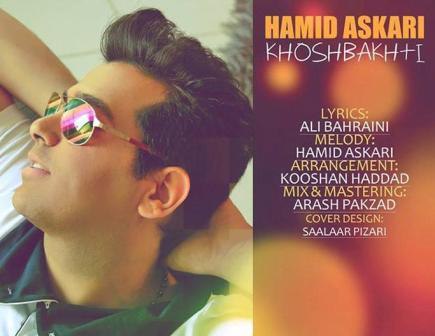 HAMID ASKARI
KHOSHBAKHTI
LYRICS:
ALI BAHRAINI
MELODY:
HAMID ASKARI
ARRANGEMENT:
KOOSHAN HADDAD
MIX & MASTERING:
ARASH PAKZAD
COVER DESIGN:
SAALAAR PIZARI